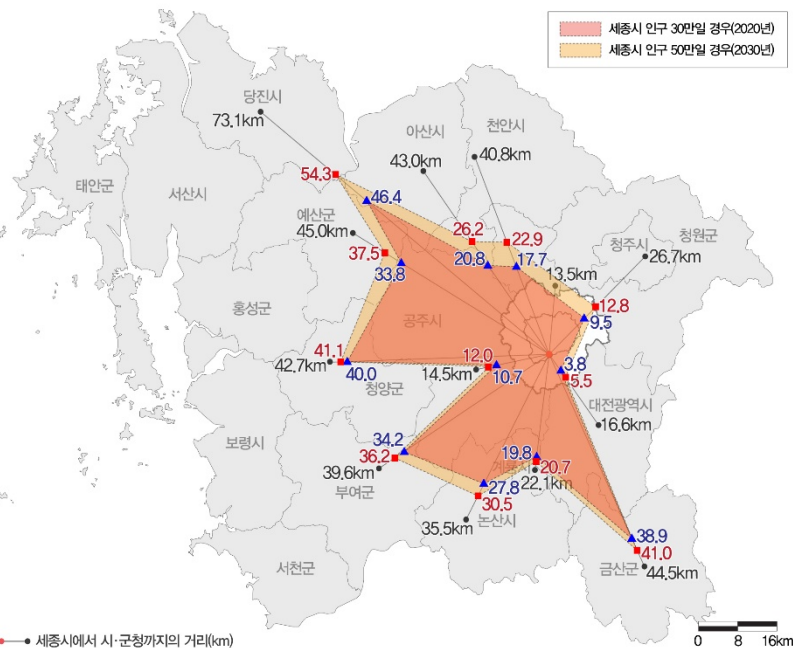 세종시 인구 30만일 경우(2020년)
세종시 인구 50만일 경우(2030년)
당진시
73.1km
아산시
43.0km
천안시
40.8km
태안군
서산시
54.3
46.4
예산군
45.0km
37.5
33.8
26.2
20.8
22.9
17.7
청주시
청원군
26.7km
13.5km
12.8
9.5
홍성군
공주시
41.1
42.7km
40.0
청양군
12.0
14.5km
10.7
3.8
5.5
대전광역시
16.6km
보령시
34.2
36.2
39.6km
부여군
19.8
계룡시
20.7
22.1km
27.8
30.5
35.5km
논산시
38.9
41.0
44.5km
금산군
서천군
세종시에서 시·군청까지의 거리(km)
0 8 16km